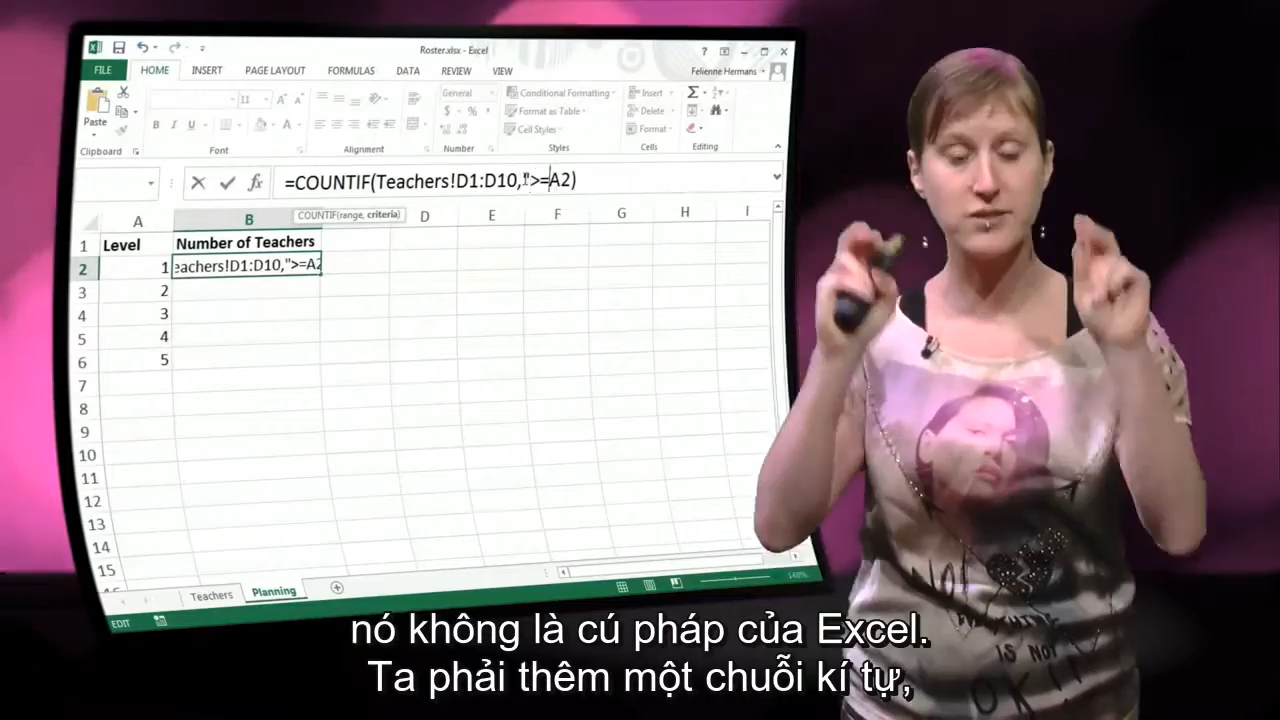 Roster.xlsx - Excel
FILE HOME INSERT PAGE LAYOUT FORMULAS DATA REVIEW VIEW
Felienne Hermans
Paste
11
General
Conditional Formatting
Format as Table
Cell Styles
Insert
Delete
Format
Clipboard Font Alignment Number Styles Cells Editing
=COUNTIF(Teachers!D1:D10,">=A2)
COUNTIF(range, criteria)
A B D E F G H I
1 Level Number of Teachers
2 1 eachers!D1:D10,">=A2
3 2
4 3
5 4
6 5
7
8
9
10
11
12
13
14
15
Teachers Planning
EDIT
IS NOT
nó không là cú pháp của Excel.
Ta phải thêm một chuỗi kí tự,